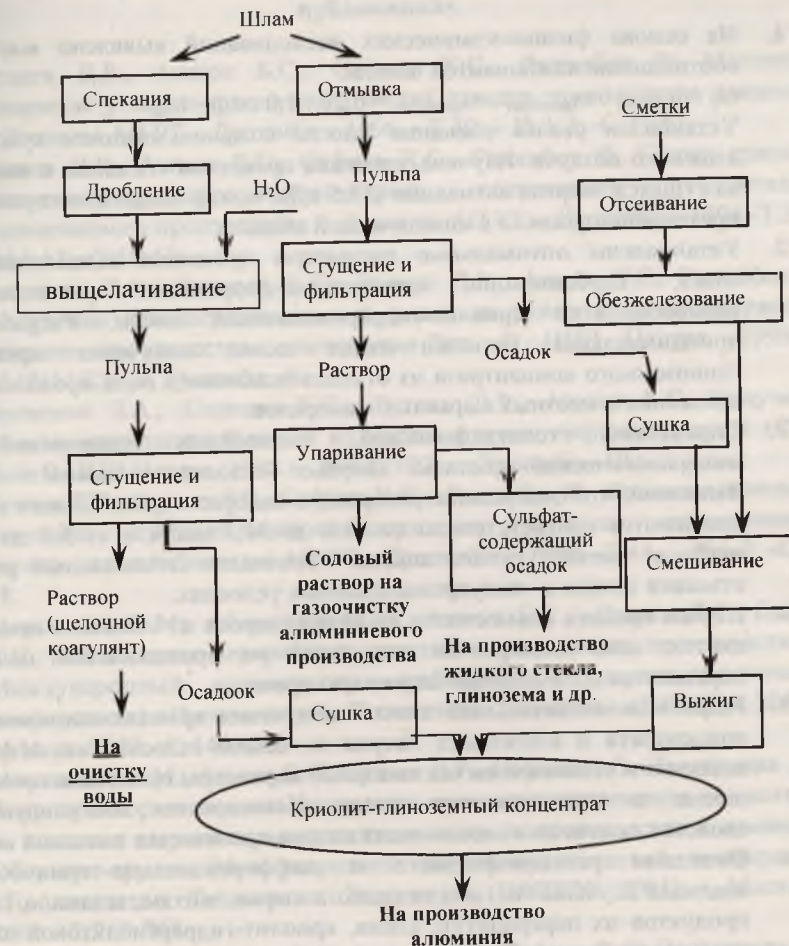 Шлам
Спекания
Отмывка
Сметки
Дробление
H₂O
Пульпа
Отсеивание
выщелачивание
Сгущение и
фильтрация
Обезжелезование
Пульпа
Раствор
Осадок
Сушка
Сгущение и
фильтрация
Упаривание
Сульфат-
содержащий
осадок
Смешивание
Раствор
(щелочной
коагулянт)
Содовый
раствор на
газоочистку
алюминиевого
производства
На производство
жидкого стекла,
глинозема и др.
Осадоок
Сушка
Выжиг
На
очистку
воды
Криолит-глиноземный концентрат
На производство
алюминия